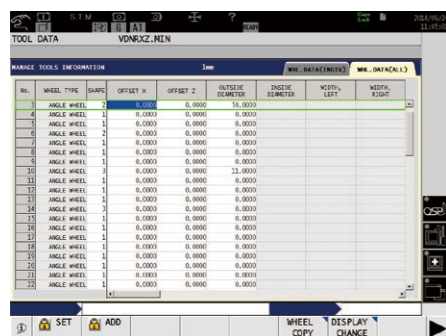 S.T.M
?
Copy Lock
G A1
READY
TOOL DATA VDNRXZ.MIN
MANAGE TOOLS INFORMATION 1mm WHL.DATA(INDIV) WHL.DATA(ALL)
No. WHEEL TYPE SHAPE OFFSET X OFFSET Z OUTSIDE DIAMETER INSIDE DIAMETER WIDTH, LEFT WIDTH, RIGHT
3 ANGLE WHEEL 2 0.0000 0.0000 50.0000
4 ANGLE WHEEL 1 0.0000 0.0000 0.0000
5 ANGLE WHEEL 1 0.0000 0.0000 0.0000
6 ANGLE WHEEL 2 0.0000 0.0000 0.0000
7 ANGLE WHEEL 1 0.0000 0.0000 0.0000
8 ANGLE WHEEL 1 0.0000 0.0000 0.0000
9 ANGLE WHEEL 1 0.0000 0.0000 0.0000
10 ANGLE WHEEL 3 0.0000 0.0000 11.0000
11 ANGLE WHEEL 1 0.0000 0.0000 0.0000
12 ANGLE WHEEL 1 0.0000 0.0000 0.0000
13 ANGLE WHEEL 1 0.0000 0.0000 0.0000
14 ANGLE WHEEL 3 0.0000 0.0000 0.0000
15 ANGLE WHEEL 1 0.0000 0.0000 0.0000
16 ANGLE WHEEL 1 0.0000 0.0000 0.0000
17 ANGLE WHEEL 1 0.0000 0.0000 0.0000
18 ANGLE WHEEL 1 0.0000 0.0000 0.0000
19 ANGLE WHEEL 1 0.0000 0.0000 0.0000
20 ANGLE WHEEL 1 0.0000 0.0000 0.0000
21 ANGLE WHEEL 1 0.0000 0.0000 0.0000
22 ANGLE WHEEL 1 0.0000 0.0000 0.0000
OSP
SET ADD WHEEL COPY DISPLAY CHANGE